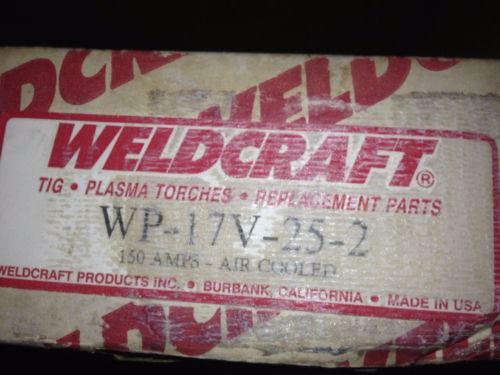 WELDCRAFT®
TIG • PLASMA TORCHES • REPLACEMENT PARTS
WP-17V-25-2
150 AMPS - AIR COOLED
WELDCRAFT PRODUCTS INC. • BURBANK, CALIFORNIA • MADE IN USA